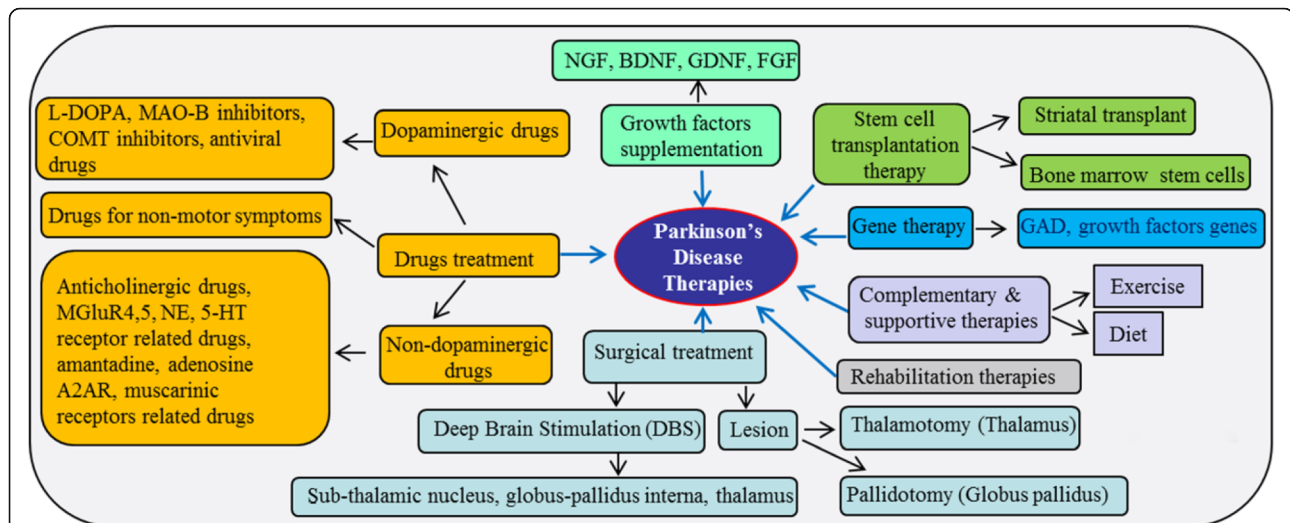 NGF, BDNF, GDNF, FGF
Growth factors
supplementation
L-DOPA, MAO-B inhibitors,
COMT inhibitors, antiviral
drugs
Dopaminergic drugs
Drugs for non-motor symptoms
Drugs treatment
Anticholinergic drugs,
MGluR4,5, NE, 5-HT
receptor related drugs,
amantadine, adenosine
A2AR, muscarinic
receptors related drugs
Non-dopaminergic
drugs
Parkinson's
Disease
Therapies
Stem cell
transplantation
therapy
Striatal transplant
Bone marrow stem cells
Gene therapy
GAD, growth factors genes
Complementary &
supportive therapies
Exercise
Diet
Rehabilitation therapies
Surgical treatment
Deep Brain Stimulation (DBS)
Sub-thalamic nucleus, globus-pallidus interna, thalamus
Lesion
Thalamotomy (Thalamus)
Pallidotomy (Globus pallidus)